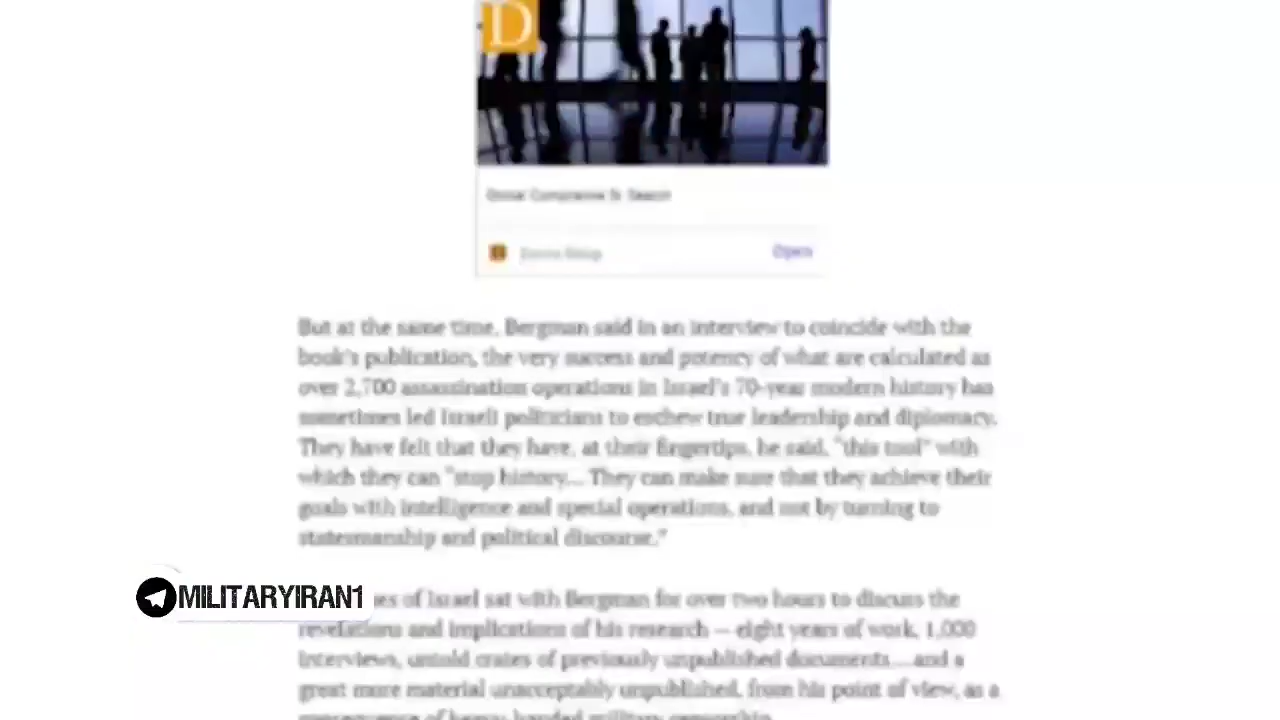 D
Open
But at the same time, Bergman said in an interview to coincide with the
book's publication, the very success and potency of what are calculated as
over 2,700 assassination operations in Israel's 70-year modern history has
sometimes led Israeli politicians to eschew true leadership and diplomacy.
They have felt that they have, at their fingertips, he said, "this tool" with
which they can "stop history... They can make sure that they achieve their
goals with intelligence and special operations, and not by turning to
statesmanship and political discourse."
MILITARYIRAN1
es of Israel sat with Bergman for over two hours to discuss the
revelations and implications of his research — eight years of work, 1,000
interviews, untold crates of previously unpublished documents... and a
great more material unacceptably unpublished, from his point of view, as a
consequence of heavy-handed military censorship.